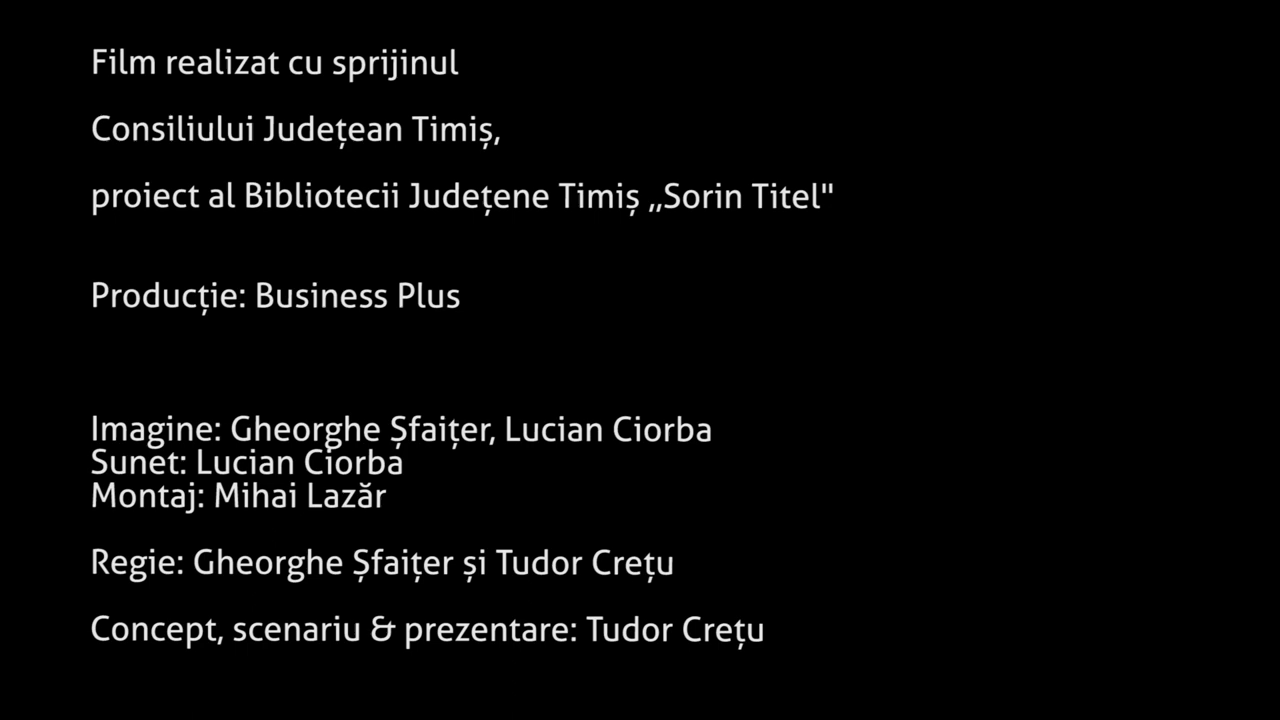 Film realizat cu sprijinul
Consiliului Județean Timiș,
proiect al Bibliotecii Județene Timiș ,,Sorin Titel"
Producție: Business Plus
Imagine: Gheorghe Șfaițer, Lucian Ciorba
Sunet: Lucian Ciorba
Montaj: Mihai Lazăr
Regie: Gheorghe Șfaițer și Tudor Crețu
Concept, scenariu & prezentare: Tudor Crețu